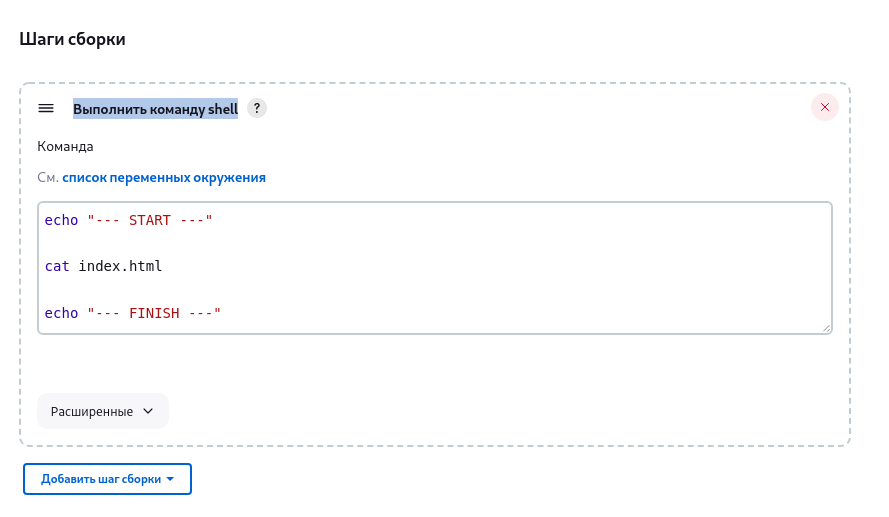 Шаги сборки
Выполнить команду shell ?
Команда
См. список переменных окружения
echo "--- START ---"
cat index.html
echo "--- FINISH ---"
Расширенные
Добавить шаг сборки